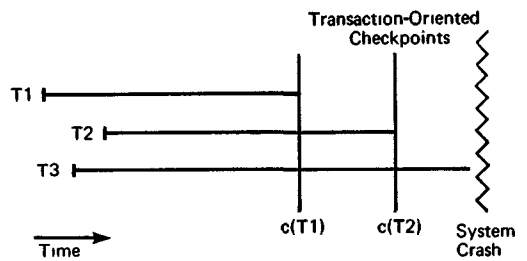 Transaction-Oriented
Checkpoints
T1
T2
T3
c(T1)
c(T2)
System
Crash
Time